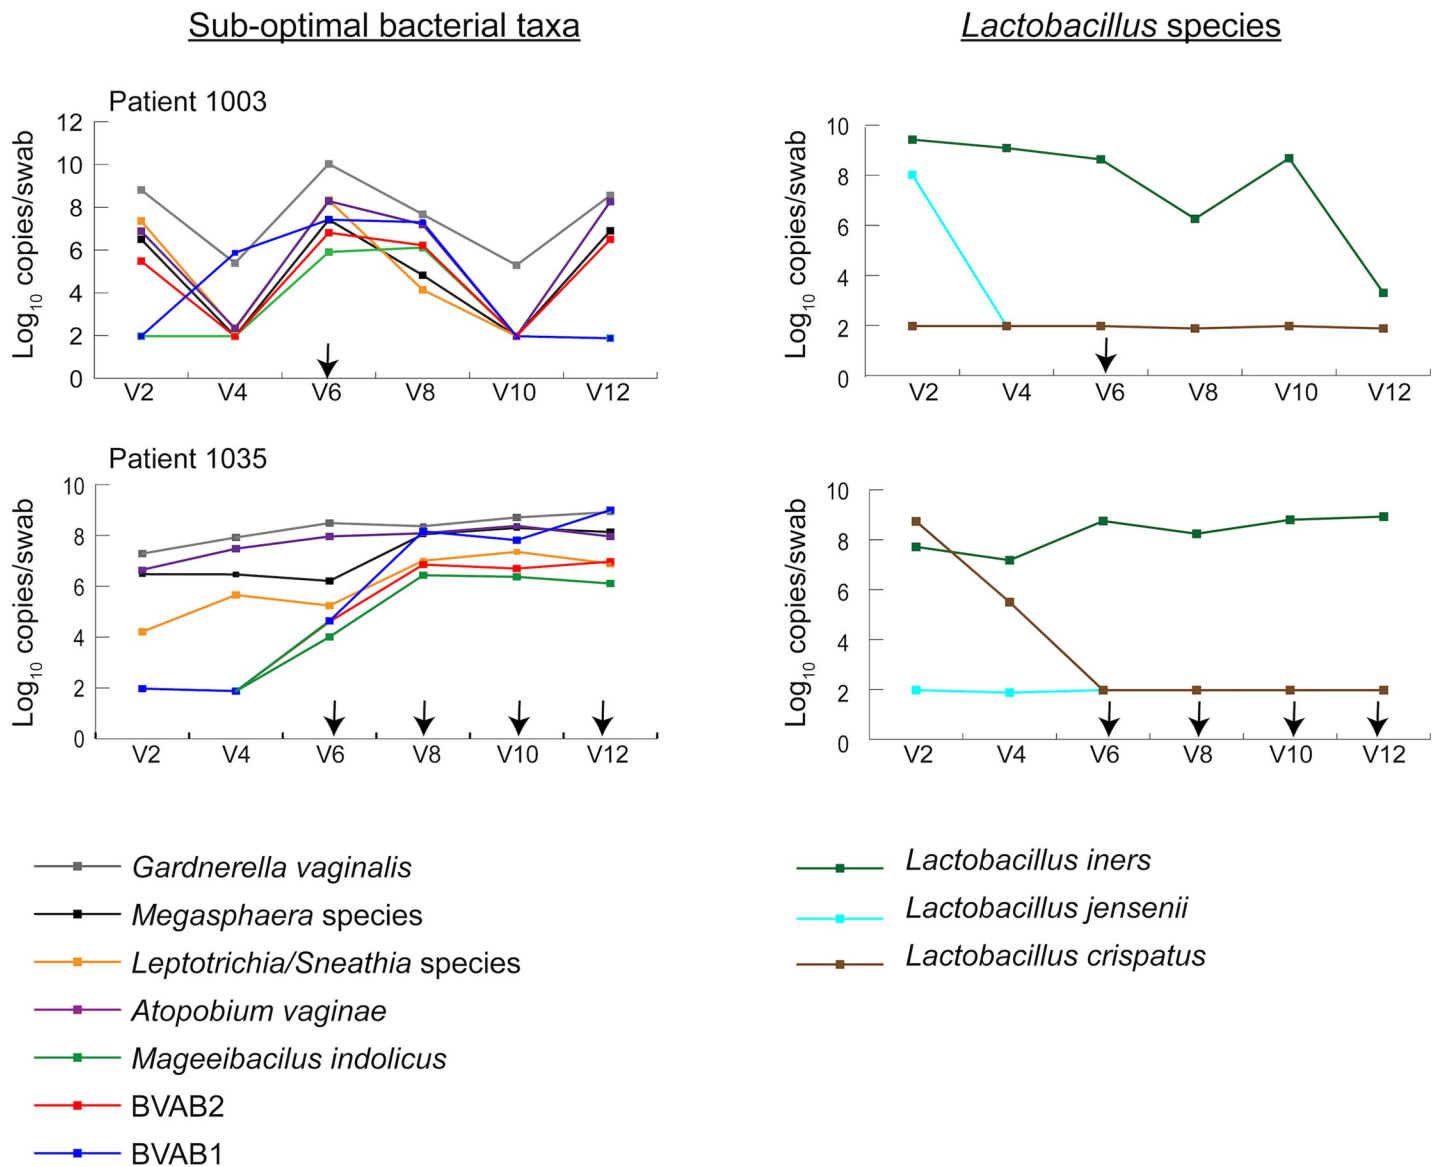 Sub-optimal bacterial taxa
Lactobacillus species
Patient 1003
Log10 copies/swab
12
10
8
6
4
2
0
V2 V4 V6 V8 V10 V12
Log10 copies/swab
10
8
6
4
2
0
V2 V4 V6 V8 V10 V12
Patient 1035
Log10 copies/swab
10
8
6
4
2
0
V2 V4 V6 V8 V10 V12
Log10 copies/swab
10
8
6
4
2
0
V2 V4 V6 V8 V10 V12
Gardnerella vaginalis
Megasphaera species
Leptotrichia/Sneathia species
Atopobium vaginae
Mageeibacilus indolicus
BVAB2
BVAB1
Lactobacillus iners
Lactobacillus jensenii
Lactobacillus crispatus